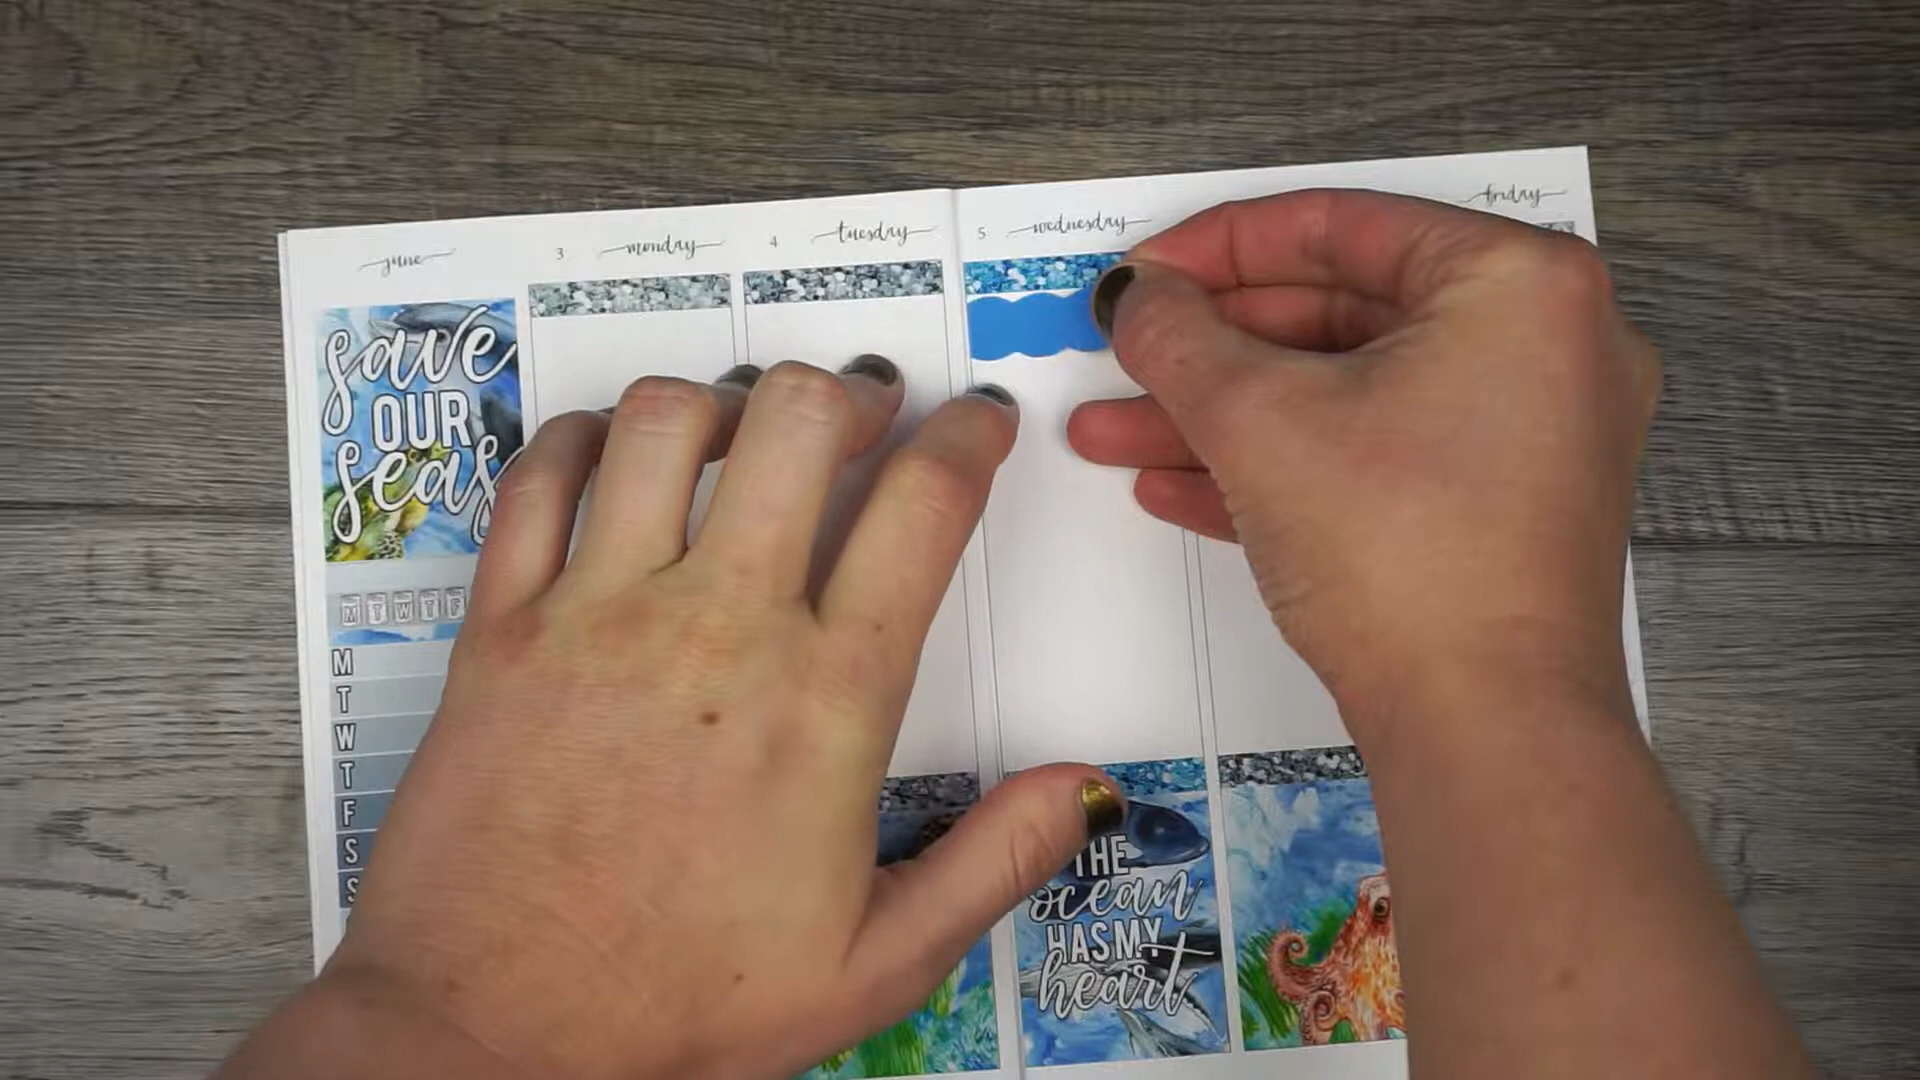 june
3 monday
4 tuesday
5 wednesday
friday
save
OUR
seas
M T W T F
M
T
W
T
F
S
S
THE
ocean
HAS MY
heart